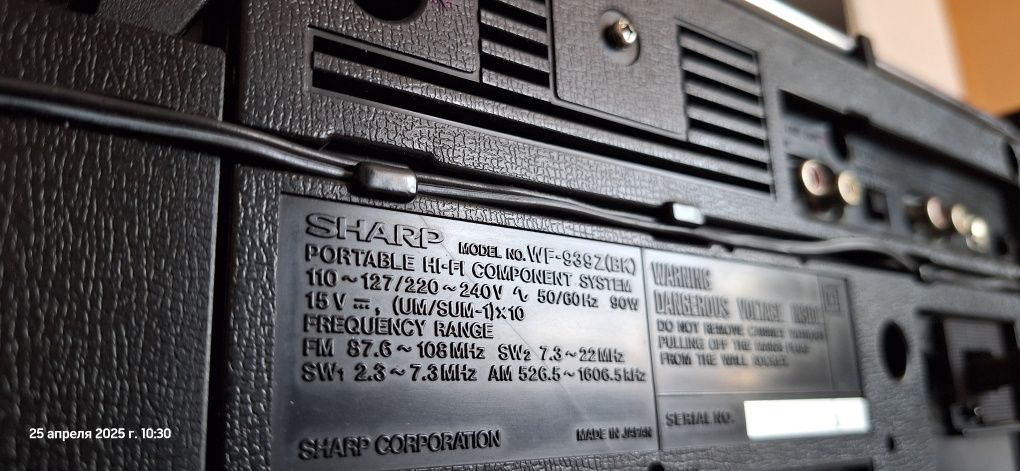 SHARP MODEL NO. WF-939Z(BK)
PORTABLE HI-FI COMPONENT SYSTEM
110~127/220~240V ∿ 50/60Hz 90W
15V ⎓, (UM/SUM-1)x10
FREQUENCY RANGE
FM 87.6~108MHz SW2 7.3~22MHz
SW1 2.3~7.3MHz AM 526.5~1606.5kHz
SHARP CORPORATION MADE IN JAPAN
WARNING
DANGEROUS VOLTAGE INSIDE
DO NOT REMOVE CABINET WITHOUT
PULLING OFF THE MAINS PLUG
FROM THE WALL SOCKET.
SERIAL NO.
25 апреля 2025 г. 10:30